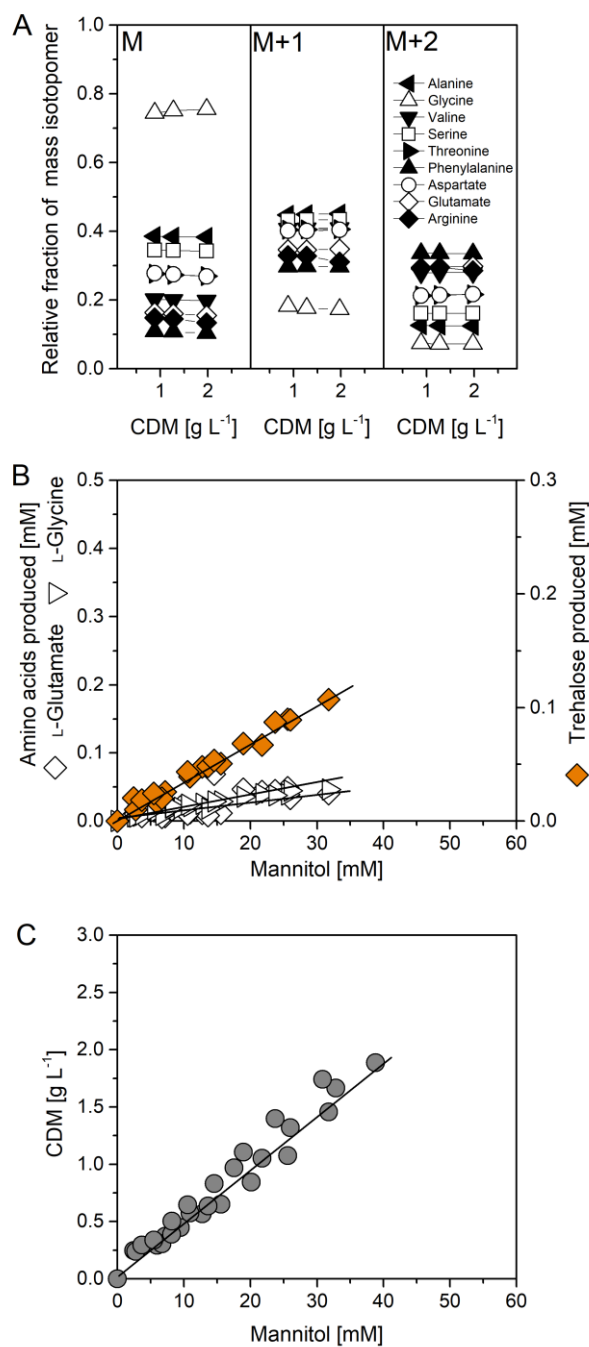 A
M
M+1
M+2
Relative fraction of mass isotopomer
1.0
0.8
0.6
0.4
0.2
0.0
Alanine
Glycine
Valine
Serine
Threonine
Phenylalanine
Aspartate
Glutamate
Arginine
1 2 1 2 1 2
CDM [g L⁻¹] CDM [g L⁻¹] CDM [g L⁻¹]
B
Amino acids produced [mM]
L-Glutamate L-Glycine
0.5
0.4
0.3
0.2
0.1
0.0
0.3
0.2
0.1
0.0
Trehalose produced [mM]
0 10 20 30 40 50 60
Mannitol [mM]
C
CDM [g L⁻¹]
3.0
2.5
2.0
1.5
1.0
0.5
0.0
0 10 20 30 40 50 60
Mannitol [mM]